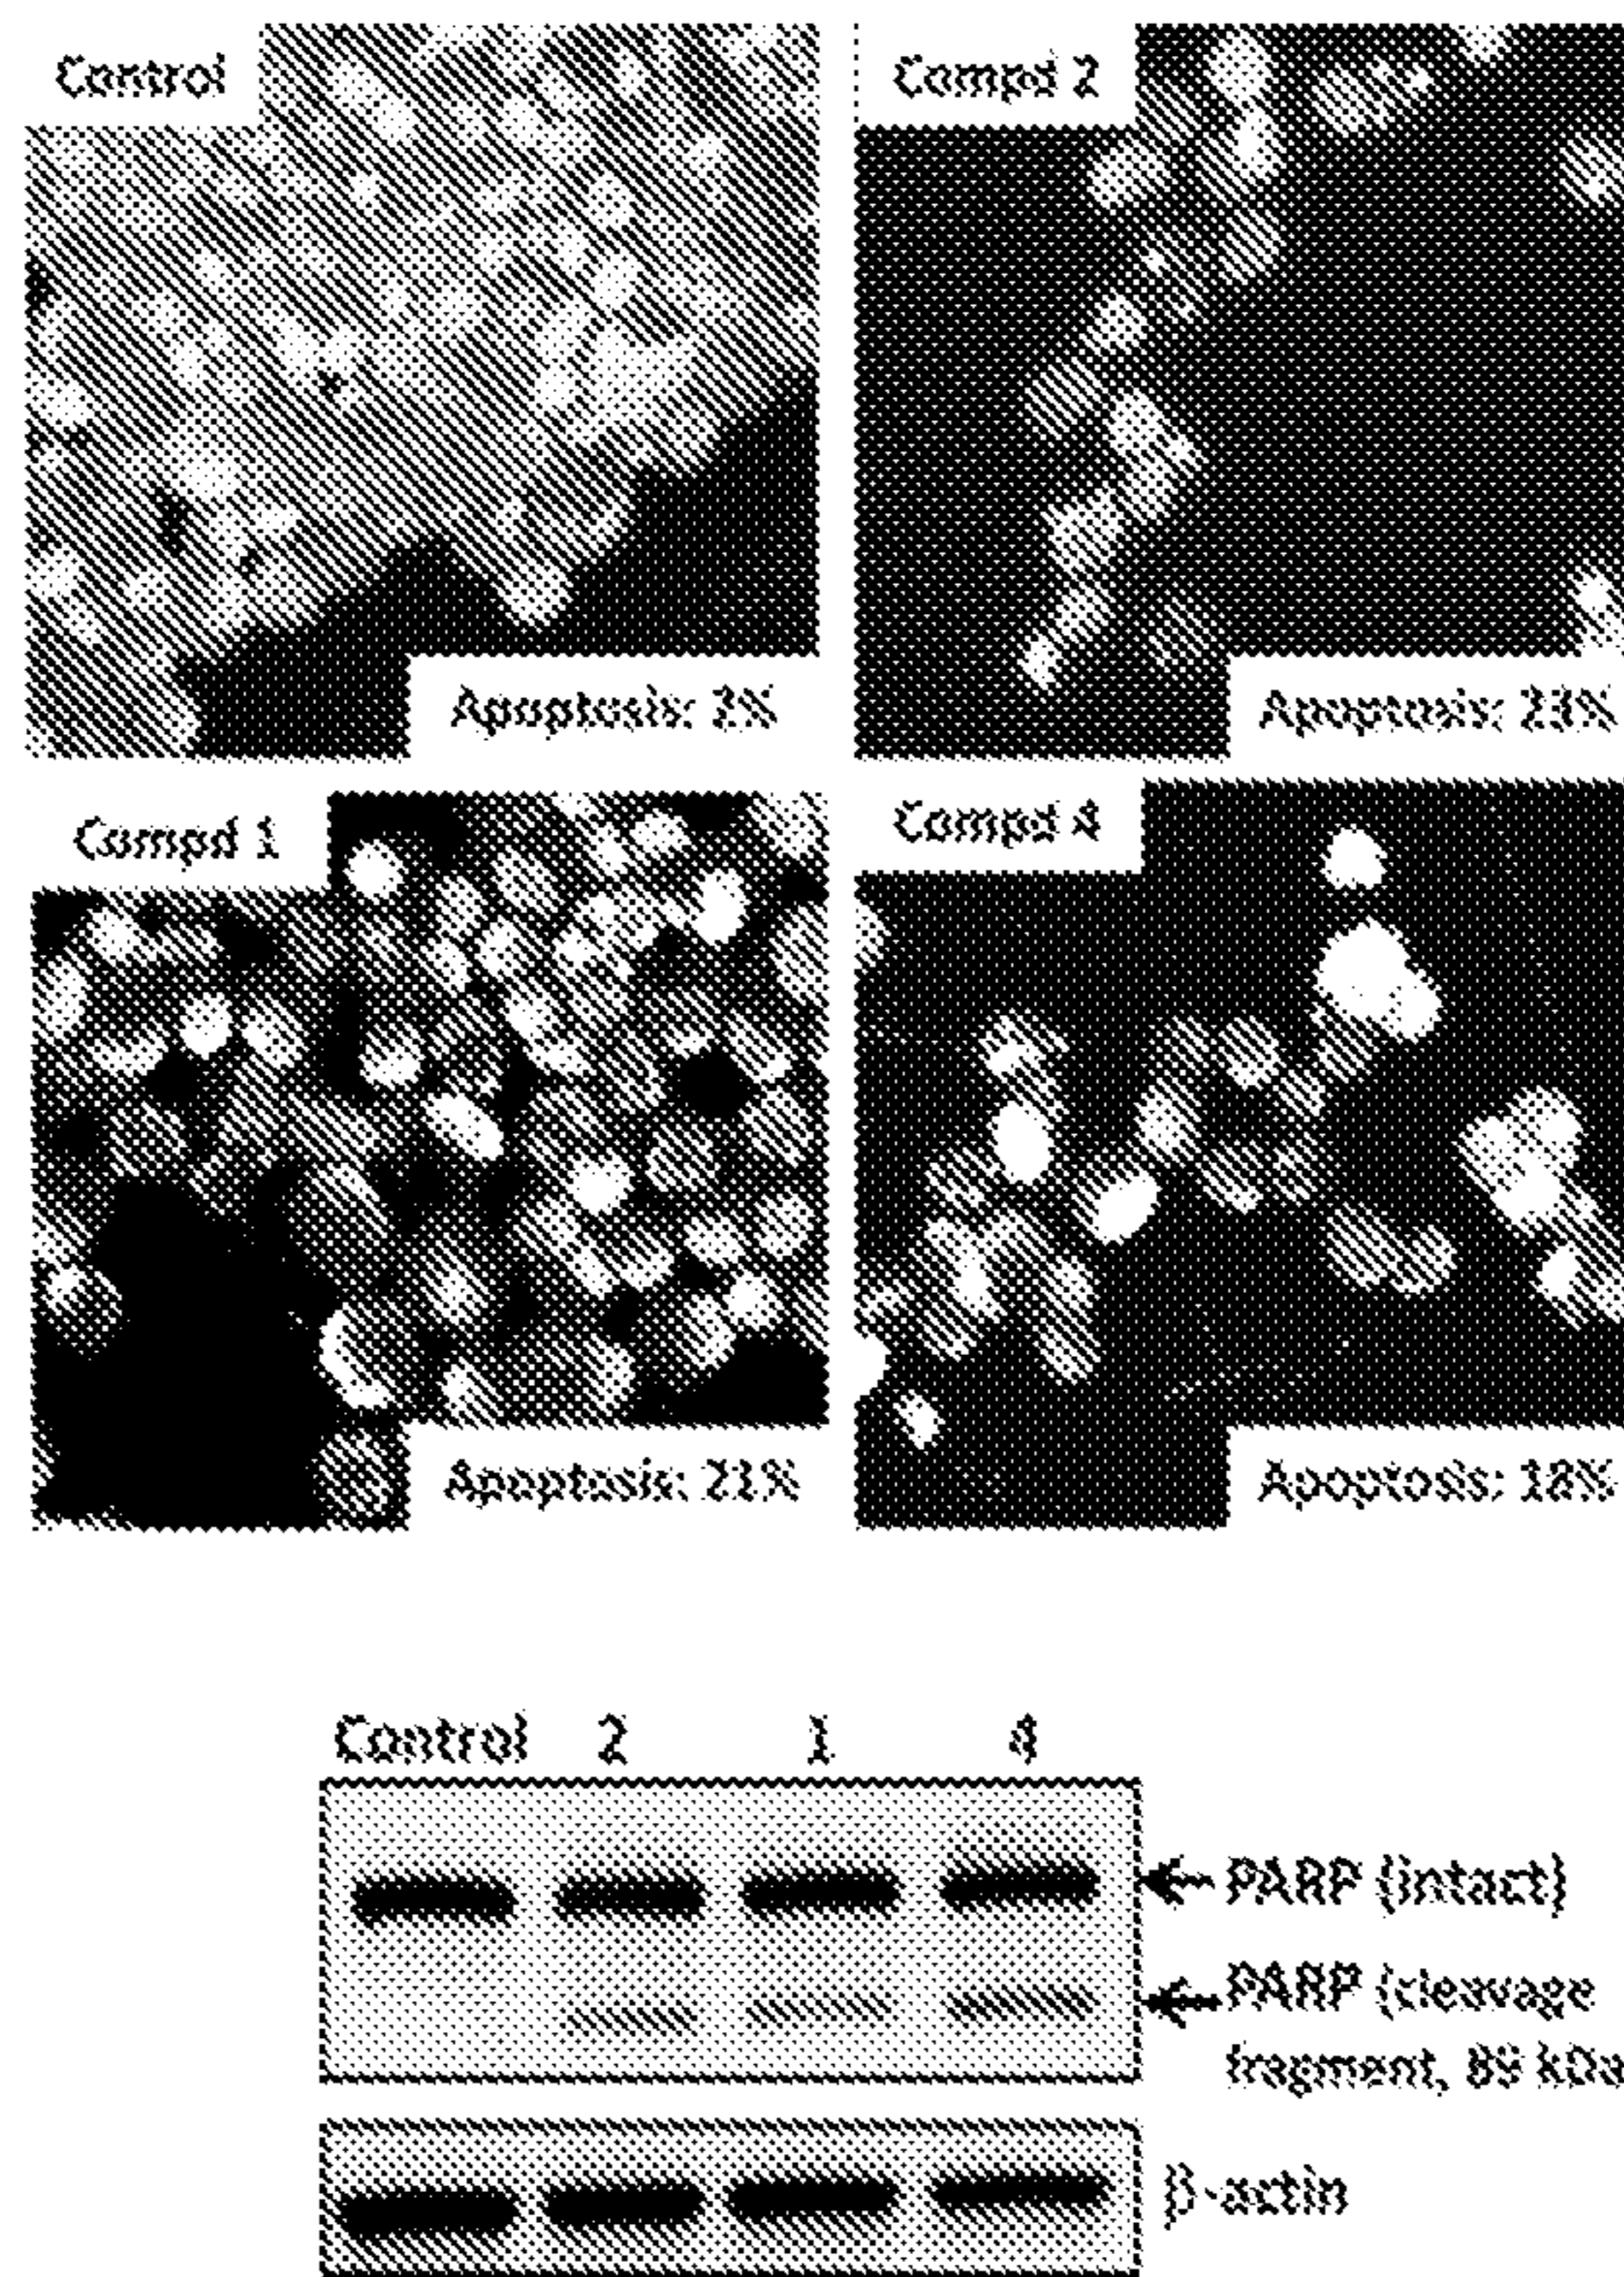 Control
Compd 2
Apoptosis: 2%
Apoptosis: 23%
Compd 1
Compd 4
Apoptosis: 21%
Apoptosis: 18%
Control 2 1 4
PARP (intact)
PARP (cleavage
fragment, 89 kDa
β-actin